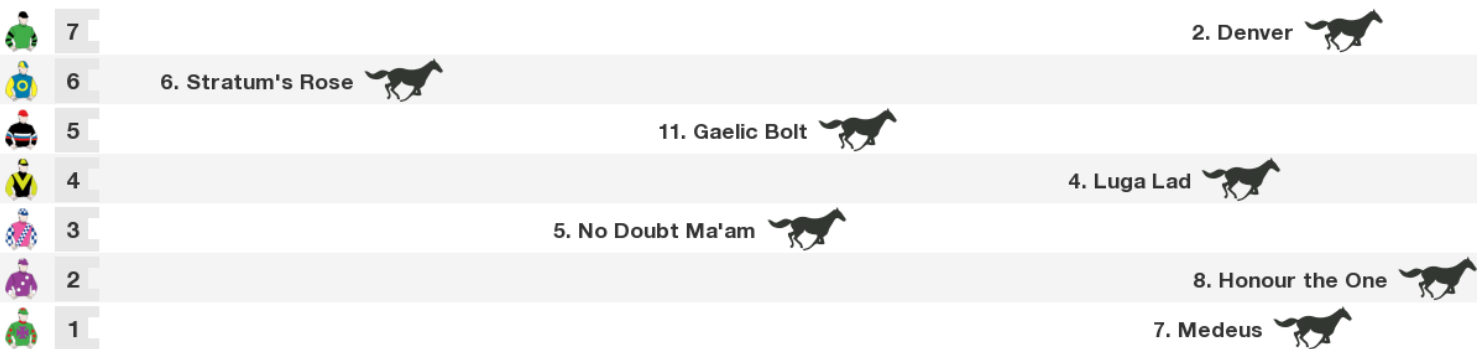 7 2. Denver
6 6. Stratum's Rose
5 11. Gaelic Bolt
4 4. Luga Lad
3 5. No Doubt Ma'am
2 8. Honour the One
1 7. Medeus